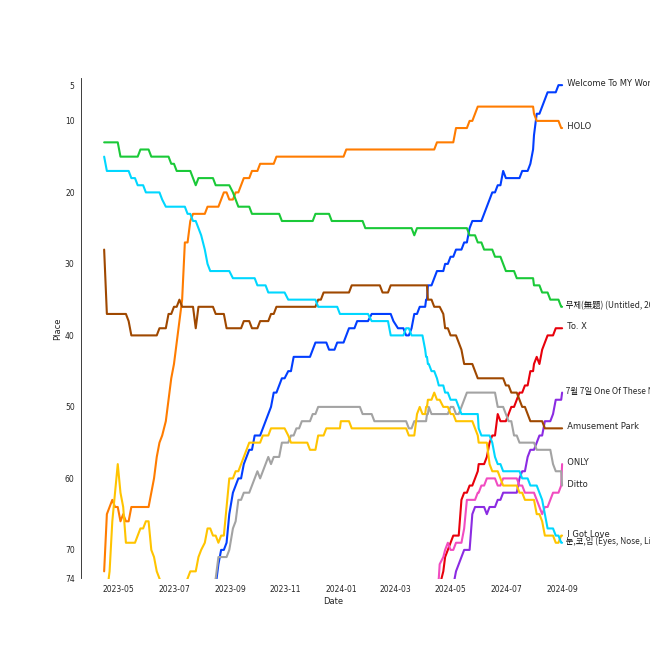 5
10
20
30
40
50
60
70
74
Place
2023-05
2023-07
2023-09
2023-11
2024-01
2024-03
2024-05
2024-07
2024-09
Date
Welcome To MY Wor
HOLO
무제(無題) (Untitled, 20
To. X
7월 7일 One Of These N
Amusement Park
ONLY
Ditto
I Got Love
눈,코,입 (Eyes, Nose, Li